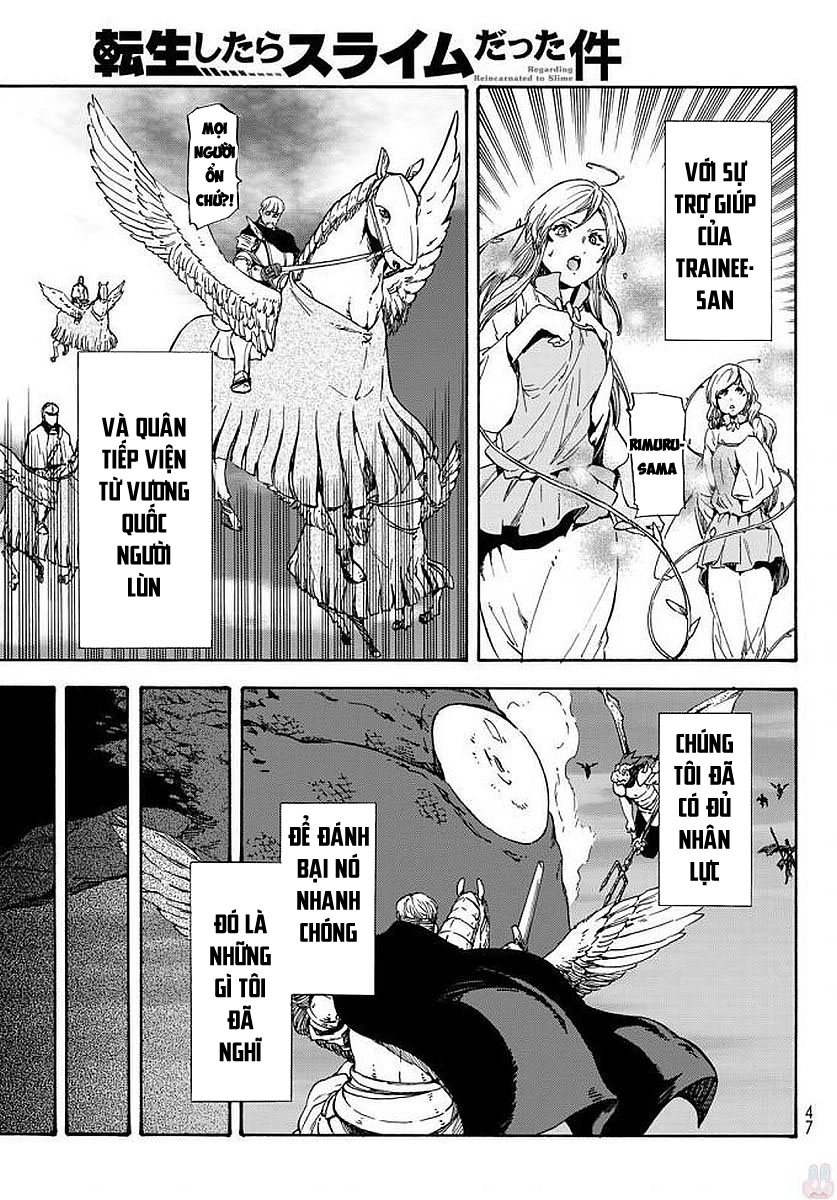 転生したらスライムだった件
Regarding
Reincarnated to Slime
VỚI SỰ
TRỢ GIÚP
CỦA
TRAINEE-
SAN
RIMURU-
SAMA
MỌI
NGƯỜI
ỔN
CHỨ?!
VÀ QUÂN
TIẾP VIỆN
TỪ VƯƠNG
QUỐC
NGƯỜI
LÙN
CHÚNG
TÔI ĐÃ
CÓ ĐỦ
NHÂN
LỰC
ĐỂ ĐÁNH
BẠI NÓ
NHANH
CHÓNG
ĐÓ LÀ
NHỮNG
GÌ TÔI
ĐÃ
NGHĨ
47